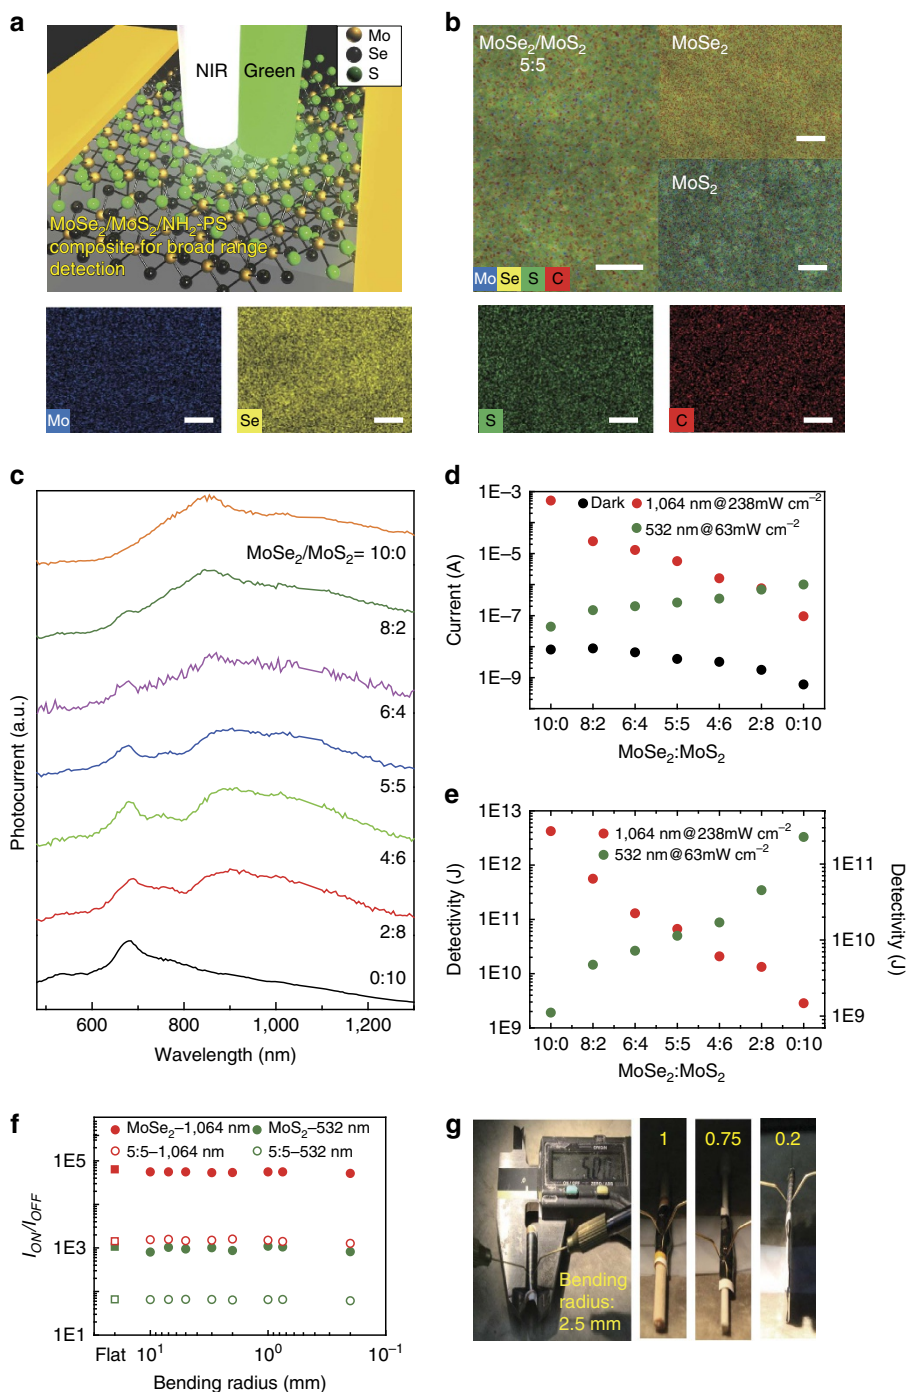 a
NIR
Green
Mo
Se
S
MoSe2/MoS2/NH2-PS
composite for broad range
detection
Mo
Se
b
MoSe2/MoS2
5:5
MoSe2
MoS2
Mo Se S C
S
C
c
Photocurrent (a.u.)
MoSe2/MoS2= 10:0
8:2
6:4
5:5
4:6
2:8
0:10
600 800 1,000 1,200
Wavelength (nm)
d
Current (A)
1E–3
1E–5
1E–7
1E–9
Dark 1,064 nm@238mW cm–2
532 nm@63mW cm–2
10:0 8:2 6:4 5:5 4:6 2:8 0:10
MoSe2:MoS2
e
Detectivity (J)
1E13
1E12
1E11
1E10
1E9
1,064 nm@238mW cm–2
532 nm@63mW cm–2
1E11
1E10
1E9
Detectivity (J)
10:0 8:2 6:4 5:5 4:6 2:8 0:10
MoSe2:MoS2
f
ION/IOFF
1E5
1E3
1E1
MoSe2–1,064 nm MoS2–532 nm
5:5–1,064 nm 5:5–532 nm
Flat 10^1 10^0 10^–1
Bending radius (mm)
g
5.00
ON/OFF
ZERO/ABS
Bending
radius:
2.5 mm
1
0.75
0.2